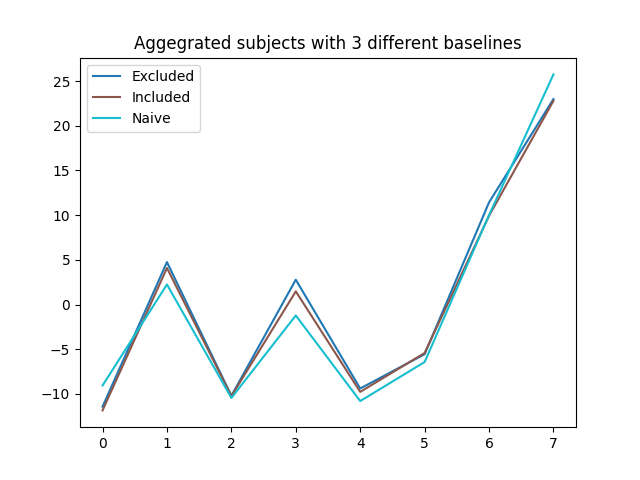 Aggegrated subjects with 3 different baselines
Excluded
Included
Naive
25
20
15
10
5
0
−5
−10
0 1 2 3 4 5 6 7